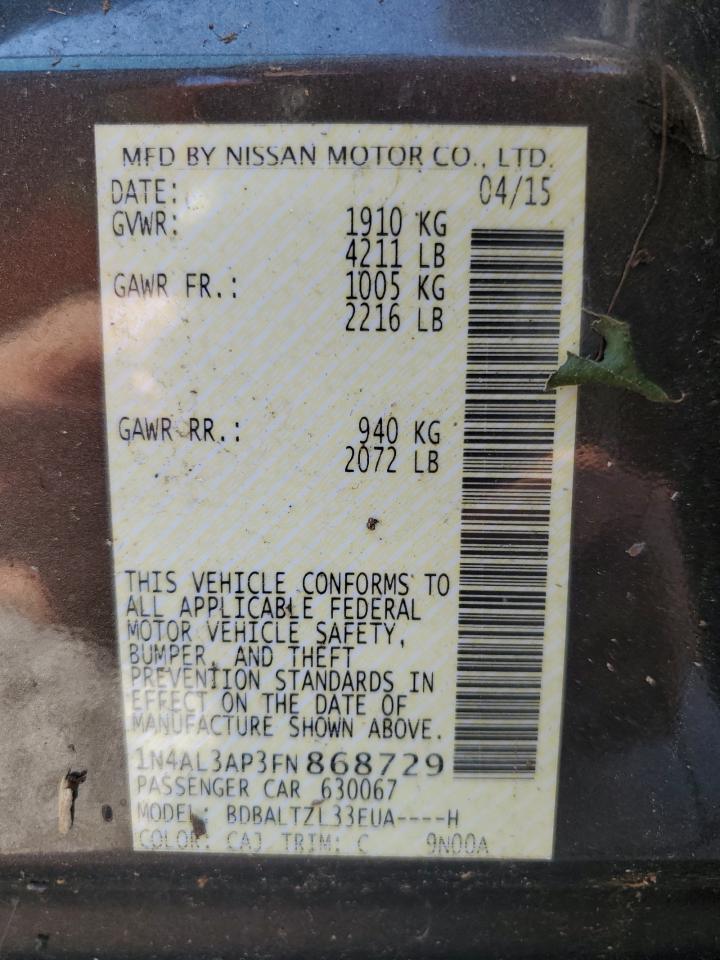 MFD BY NISSAN MOTOR CO., LTD.
DATE: 04/15
GVWR: 1910 KG
4211 LB
GAWR FR.: 1005 KG
2216 LB
GAWR RR.: 940 KG
2072 LB
THIS VEHICLE CONFORMS TO
ALL APPLICABLE FEDERAL
MOTOR VEHICLE SAFETY,
BUMPER, AND THEFT
PREVENTION STANDARDS IN
EFFECT ON THE DATE OF
MANUFACTURE SHOWN ABOVE.
1N4AL3AP3FN868729
PASSENGER CAR 630067
MODEL: BDBALTZL33EUA----H
COLOR: CAJ TRIM: C 9N00A